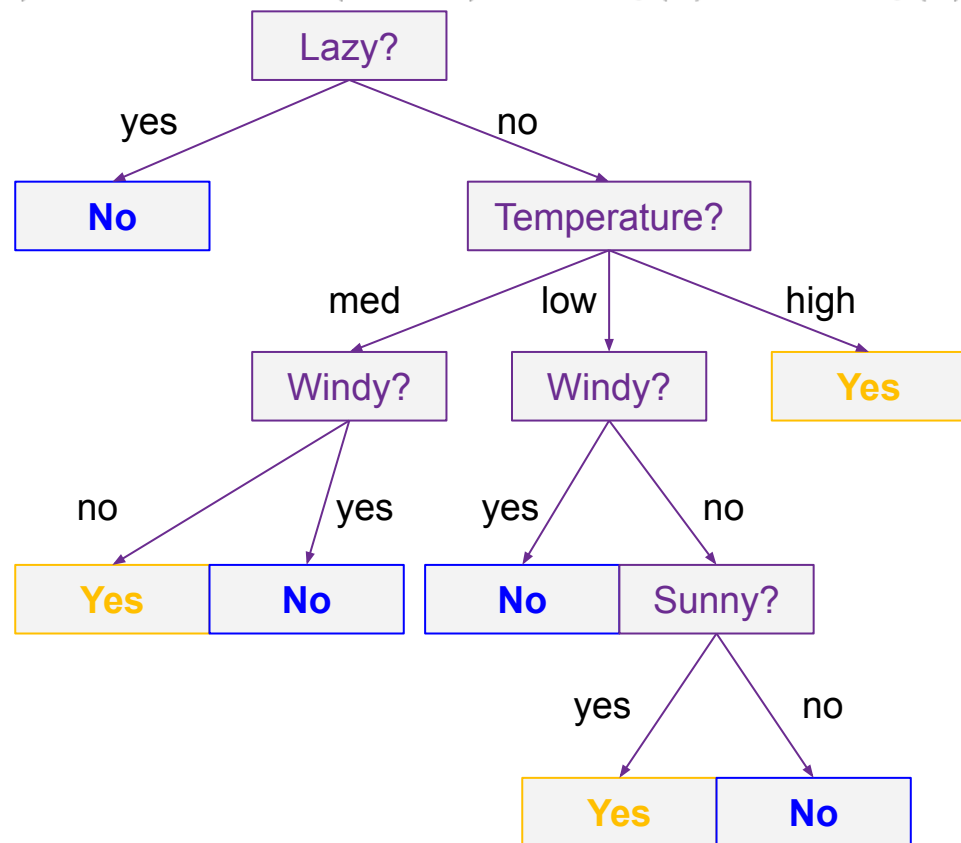 Lazy?
yes
no
No
Temperature?
med
low
high
Windy?
Windy?
Yes
no
yes
yes
no
Yes
No
No
Sunny?
yes
no
Yes
No